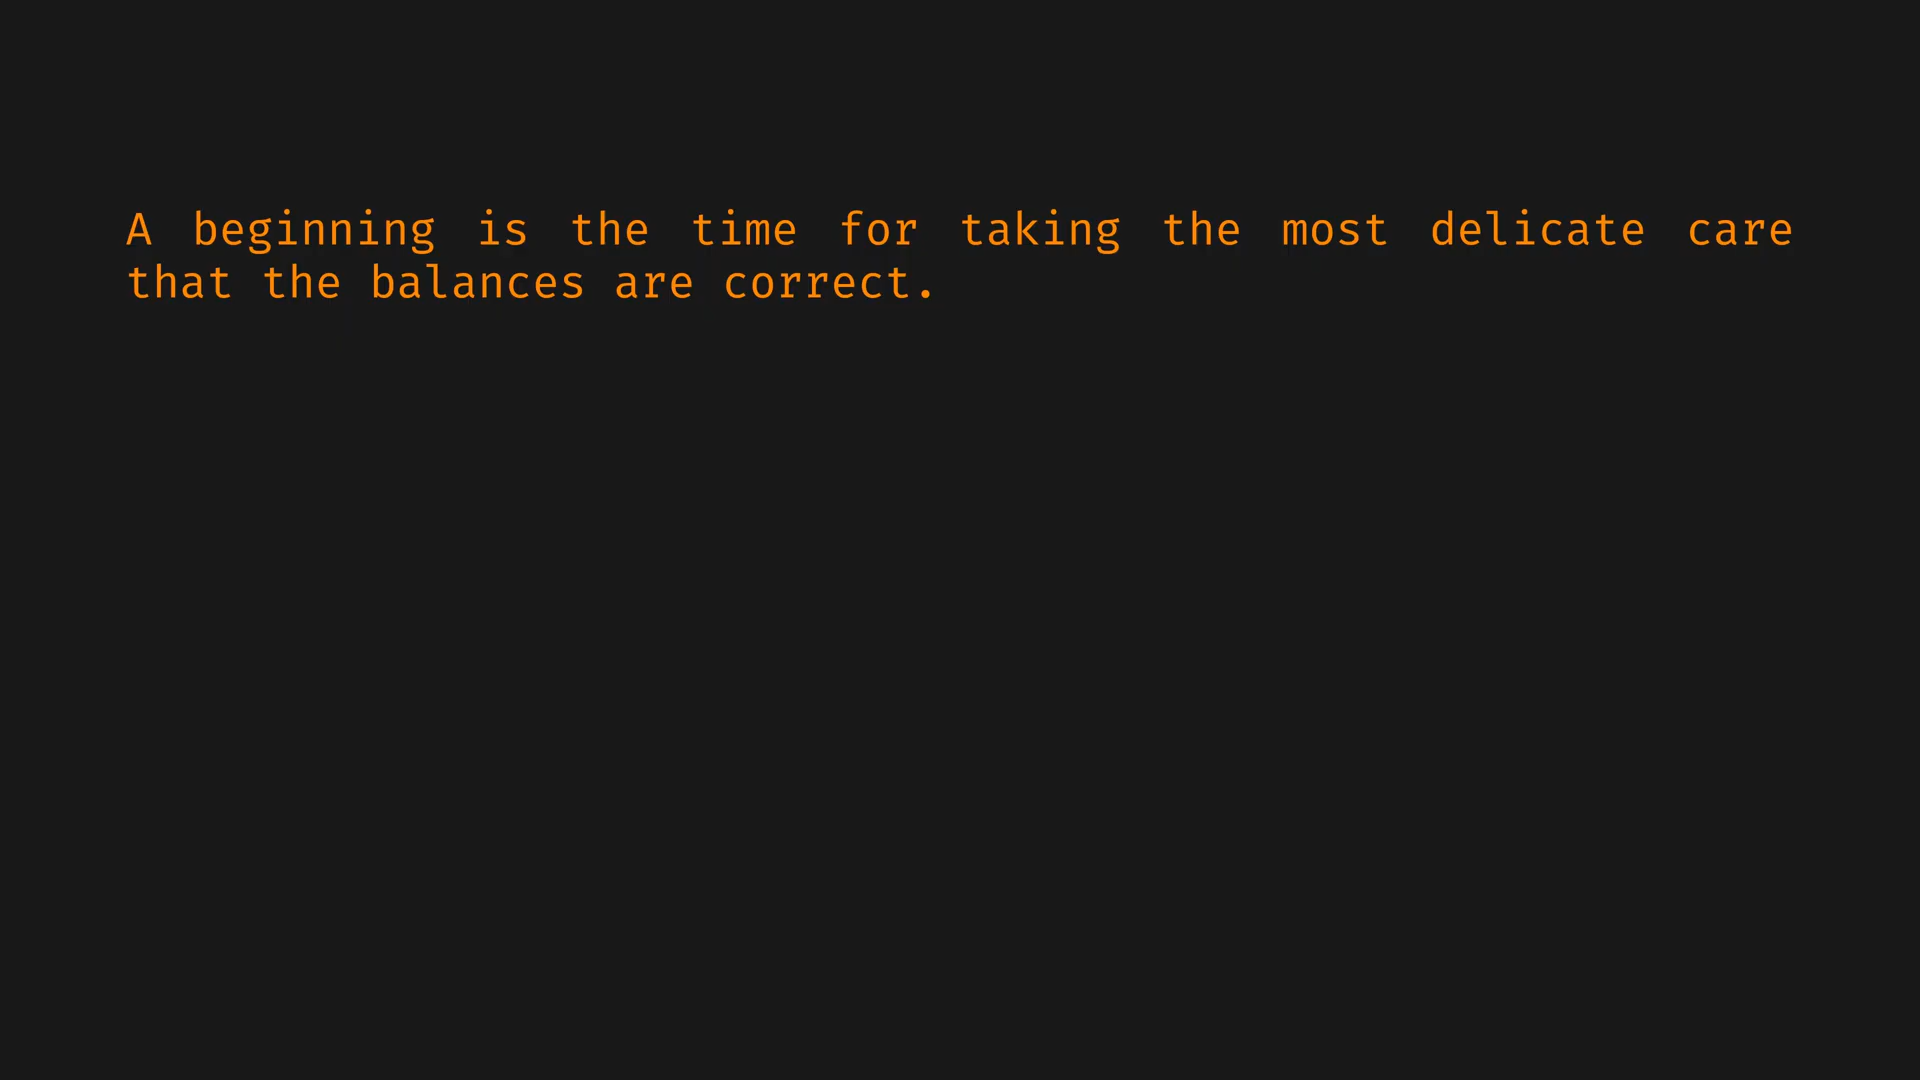 A beginning is the time for taking the most delicate care
that the balances are correct.